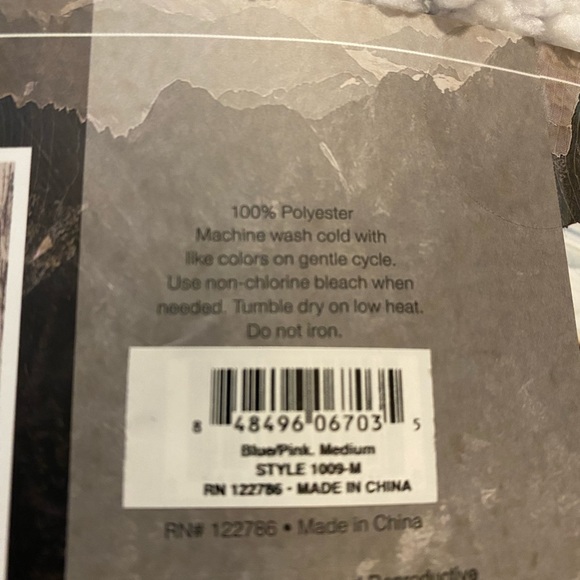 100% Polyester
Machine wash cold with
like colors on gentle cycle.
Use non-chlorine bleach when
needed. Tumble dry on low heat.
Do not iron.
8 48496 06703 5
Blue/Pink. Medium
STYLE 1009-M
RN 122786 - MADE IN CHINA
RN# 122786 • Made in China
Reproductive